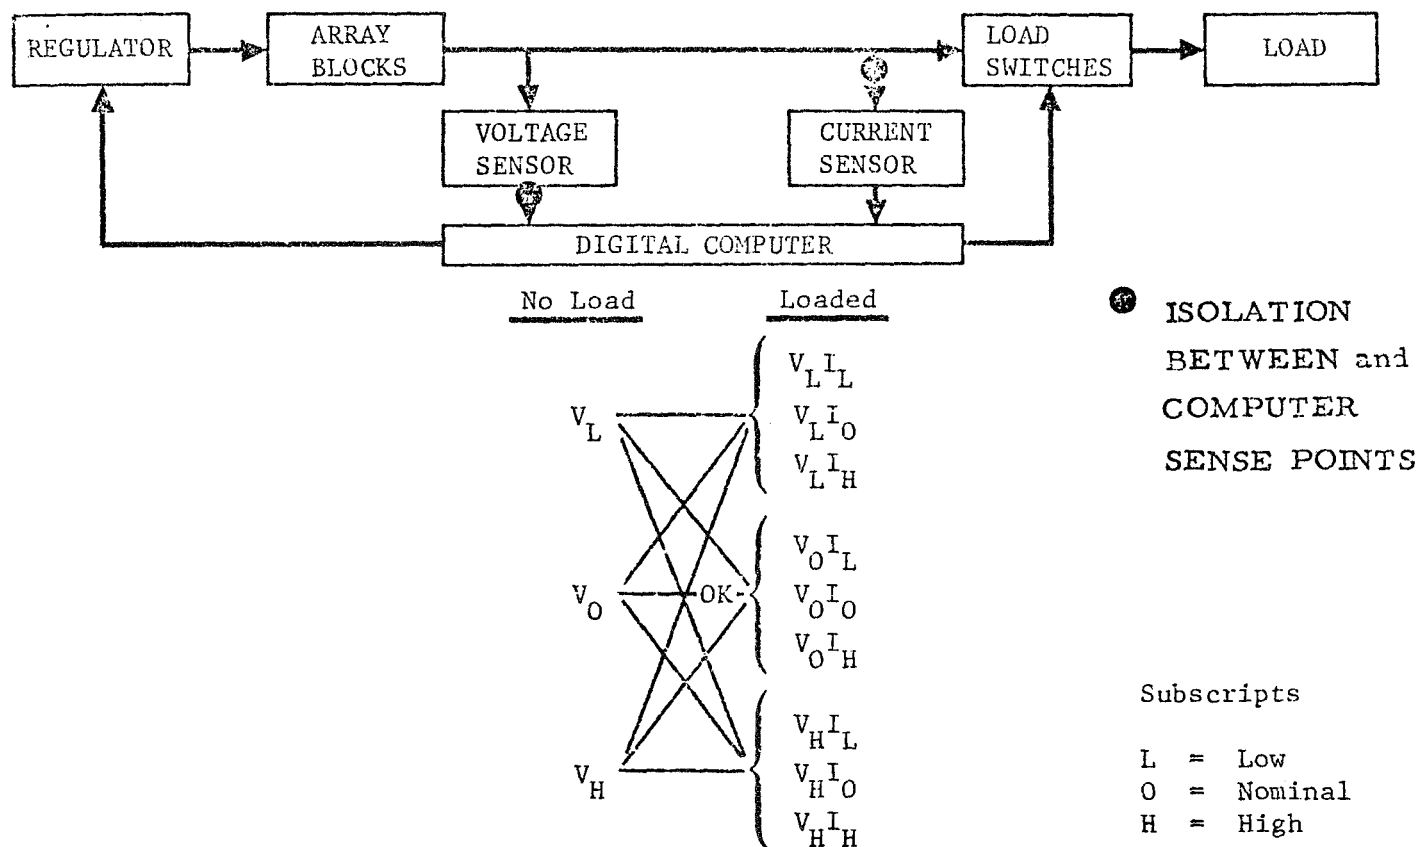 REGULATOR
ARRAY
BLOCKS
LOAD
SWITCHES
LOAD
VOLTAGE
SENSOR
CURRENT
SENSOR
DIGITAL COMPUTER
No Load
Loaded
ISOLATION
BETWEEN and
COMPUTER
SENSE POINTS
V_L
V_L I_L
V_L I_O
V_L I_H
V_O
OK
V_O I_L
V_O I_O
V_O I_H
V_H
V_H I_L
V_H I_O
V_H I_H
Subscripts
L = Low
O = Nominal
H = High